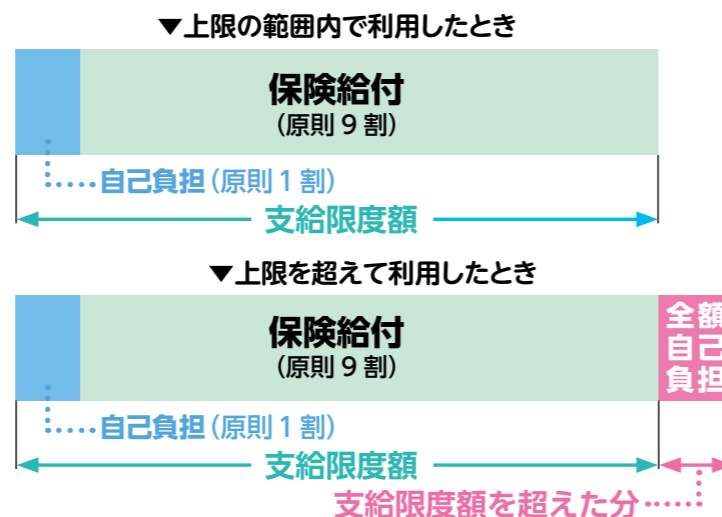 ▼上限の範囲内で利用したとき
保険給付
(原則9割)
自己負担(原則1割)
支給限度額
▼上限を超えて利用したとき
保険給付
(原則9割)
全額
自己
負担
自己負担(原則1割)
支給限度額
支給限度額を超えた分